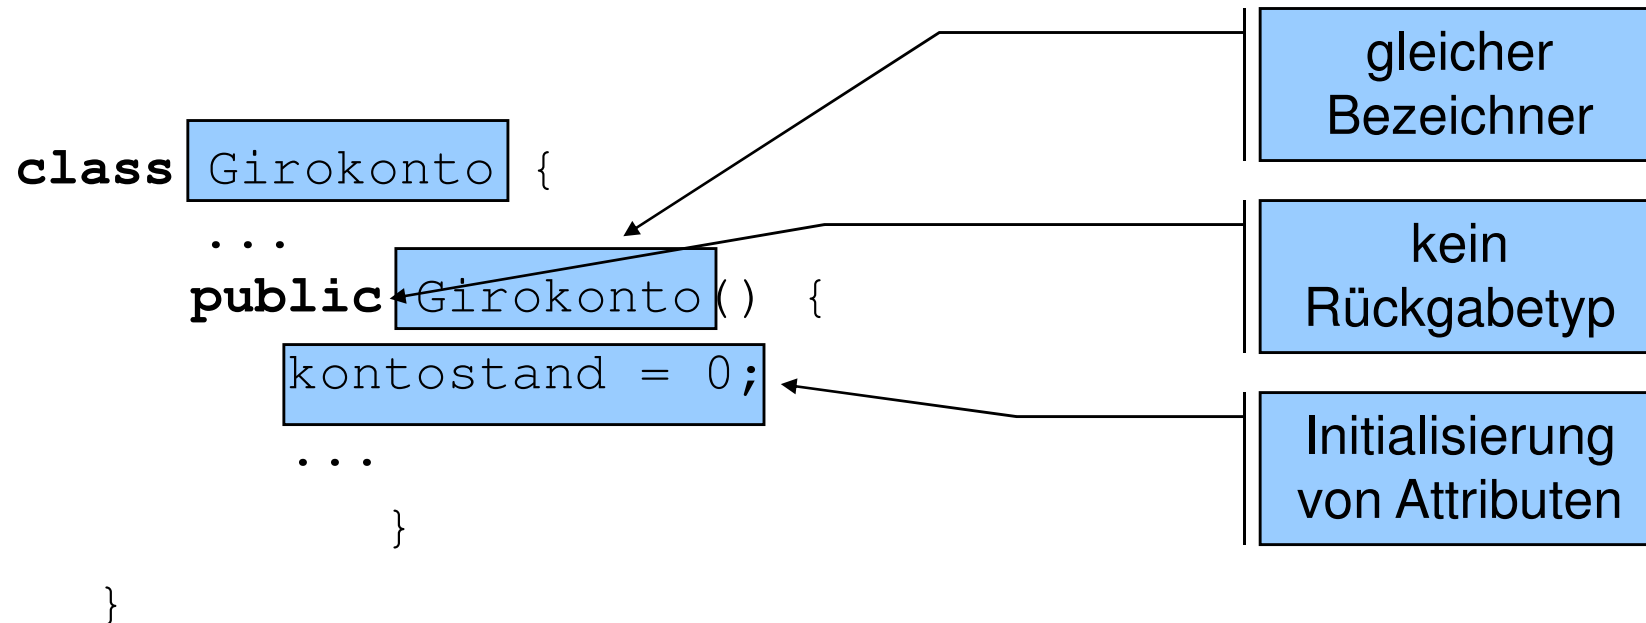 class Girokonto {
...
public Girokonto() {
kontostand = 0;
...
}
}
gleicher
Bezeichner
kein
Rückgabetyp
Initialisierung
von Attributen